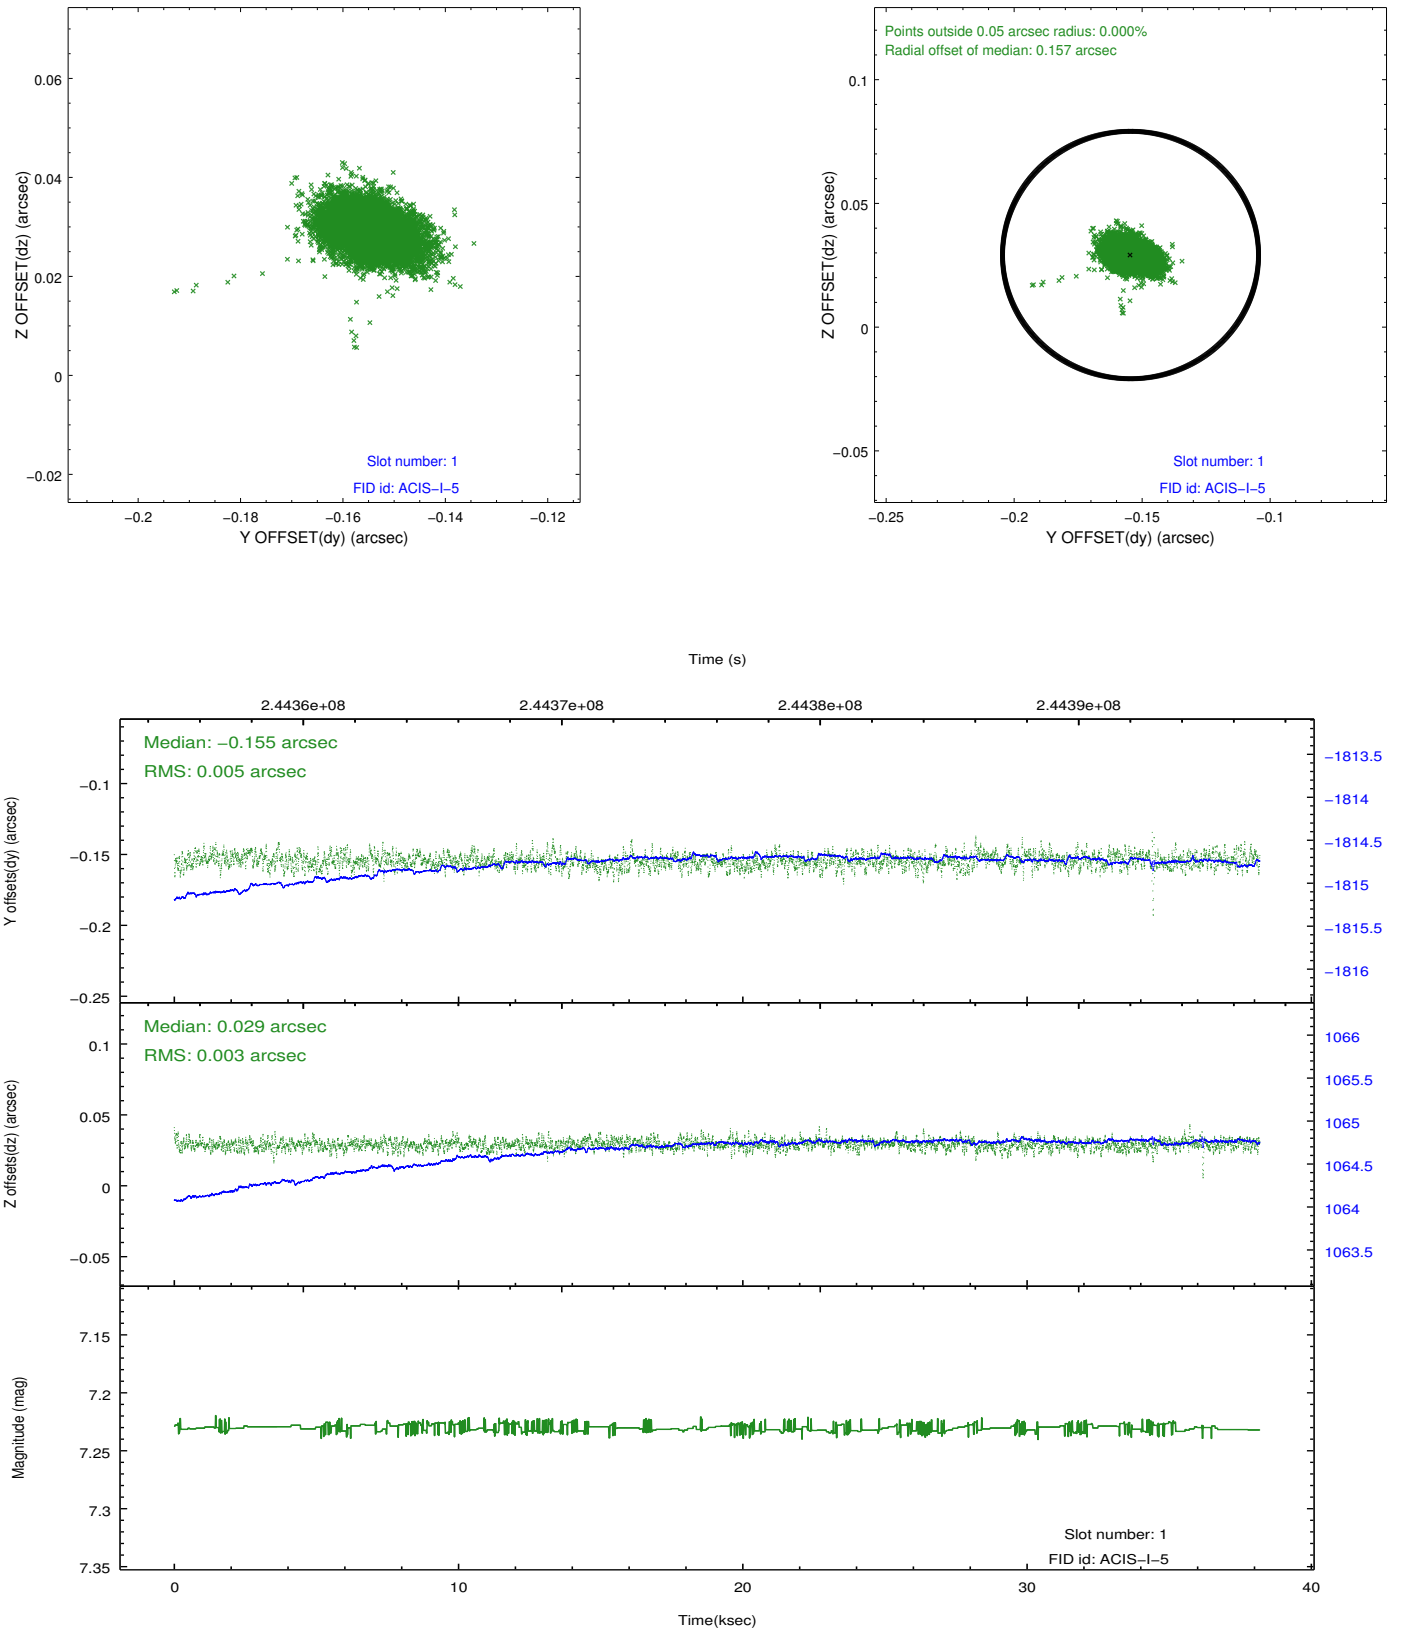 0.06
0.04
0.02
0
−0.02
Z OFFSET(dz) (arcsec)
−0.2
−0.18
−0.16
−0.14
−0.12
Y OFFSET(dy) (arcsec)
Slot number: 1
FID id: ACIS−I−5
Points outside 0.05 arcsec radius: 0.000%
Radial offset of median: 0.157 arcsec
0.1
0.05
0
−0.05
Z OFFSET(dz) (arcsec)
−0.25
−0.2
−0.15
−0.1
Y OFFSET(dy) (arcsec)
Slot number: 1
FID id: ACIS−I−5
Time (s)
2.4436e+08
2.4437e+08
2.4438e+08
2.4439e+08
Median: −0.155 arcsec
RMS: 0.005 arcsec
−0.1
−0.15
−0.2
−0.25
Y offsets(dy) (arcsec)
−1813.5
−1814
−1814.5
−1815
−1815.5
−1816
Median: 0.029 arcsec
RMS: 0.003 arcsec
0.1
0.05
0
−0.05
Z offsets(dz) (arcsec)
1066
1065.5
1065
1064.5
1064
1063.5
7.15
7.2
7.25
7.3
7.35
Magnitude (mag)
Slot number: 1
FID id: ACIS−I−5
0
10
20
30
40
Time(ksec)